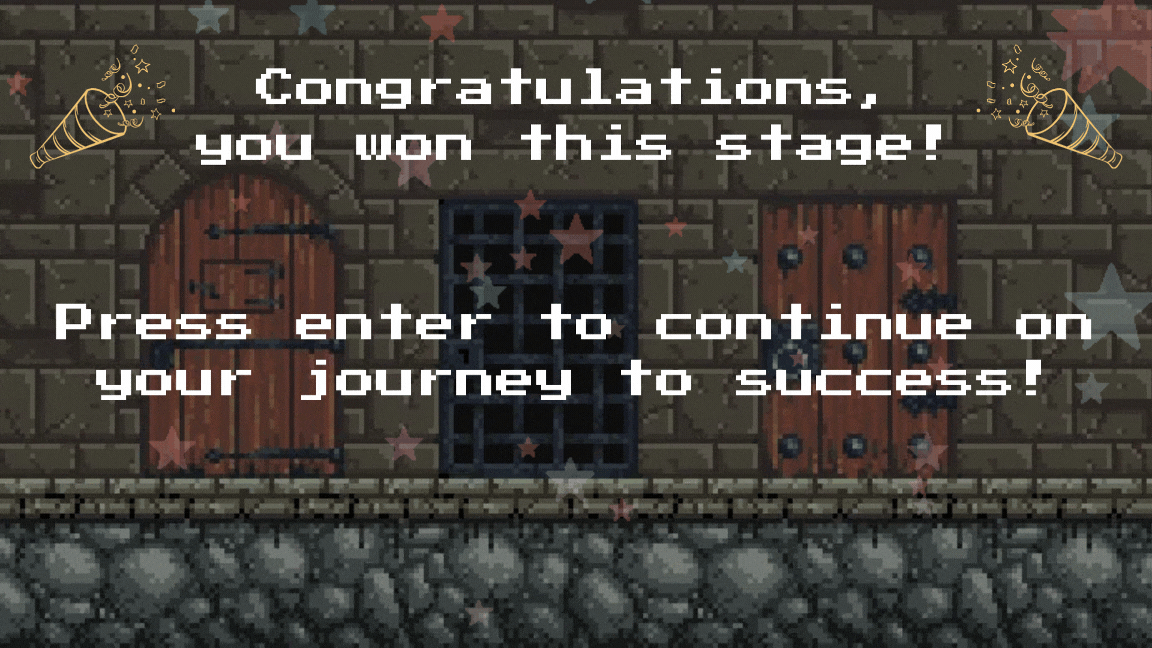 Congratulations,
you won this stage!
Press enter to continue on
your journey to success!